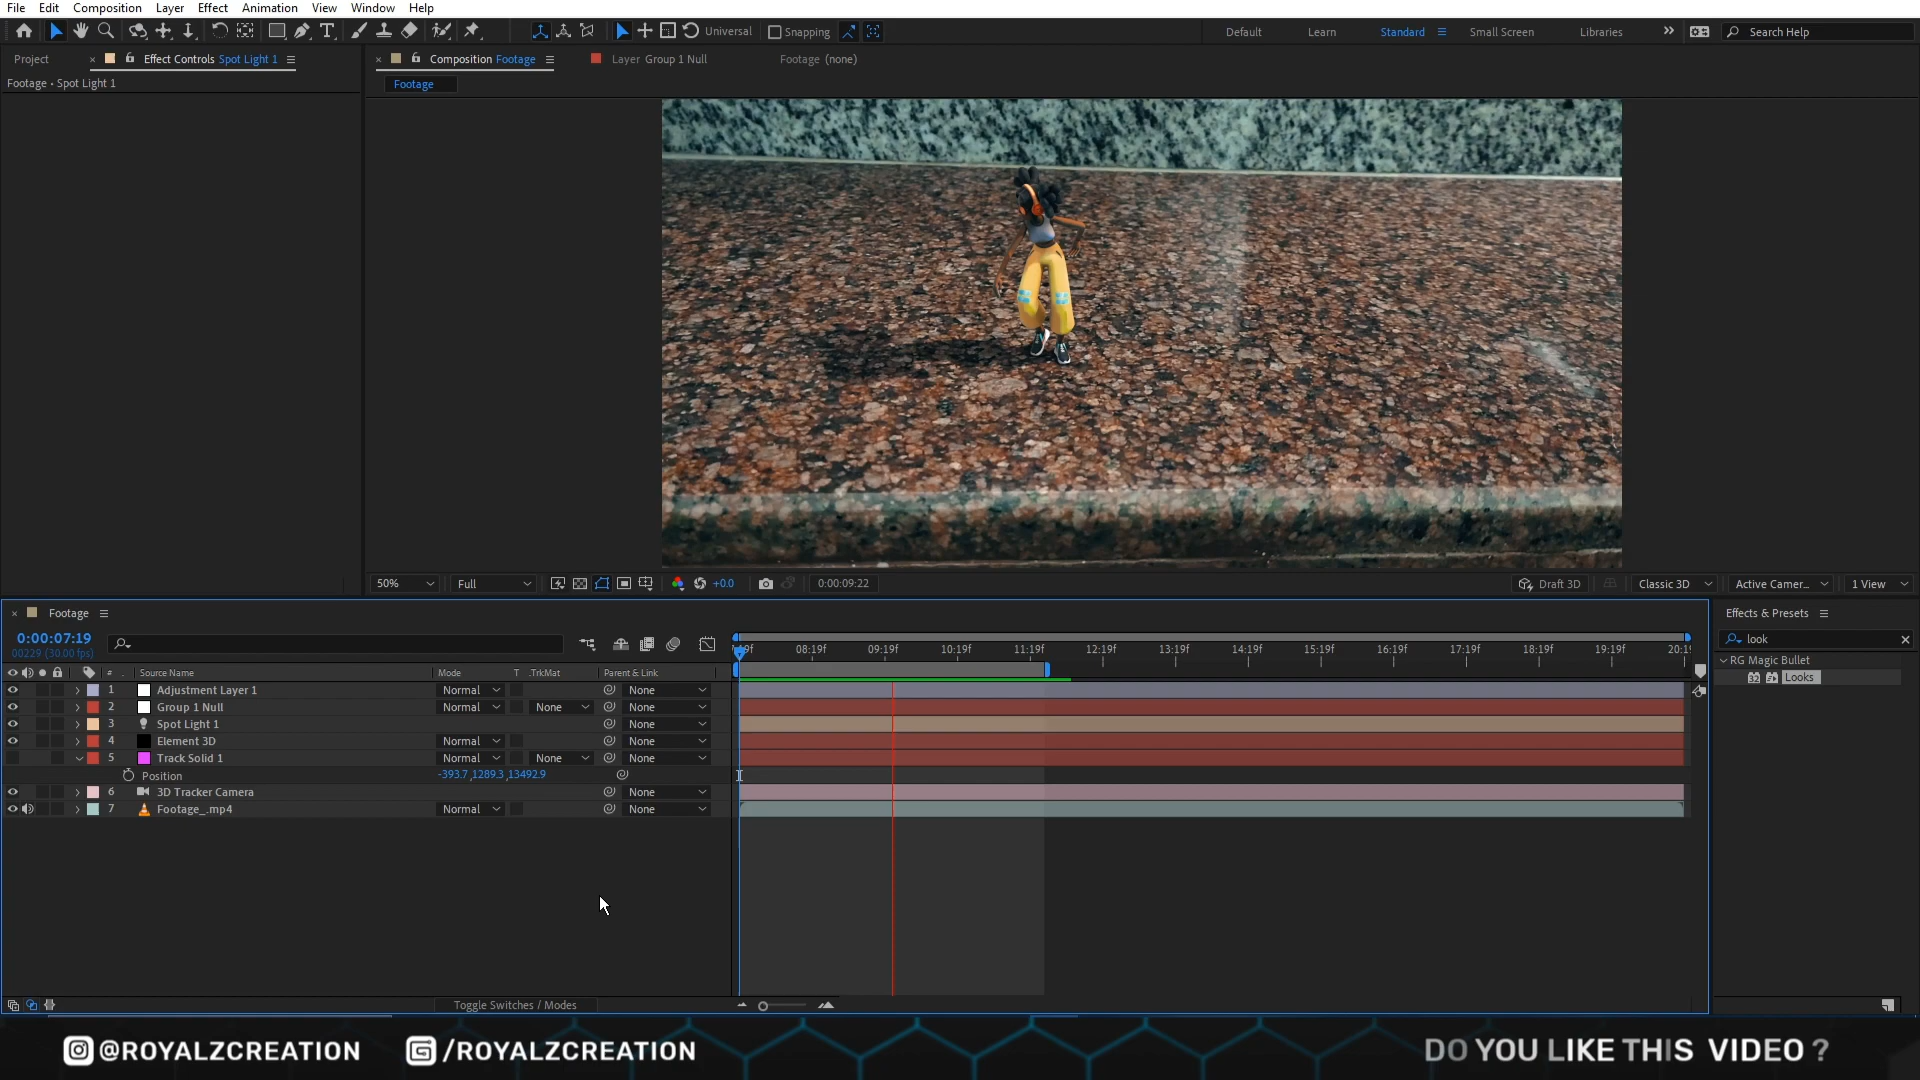 File Edit Composition Layer Effect Animation View Window Help
Universal Snapping Default Learn Standard Small Screen Libraries Search Help
Project Effect Controls Spot Light 1 Composition Footage Layer Group 1 Null Footage (none)
Footage • Spot Light 1 Footage
50% Full +0.0 0:00:09:22 Draft 3D Classic 3D Active Camer... 1 View
Footage Effects & Presets
0:00:07:19 look
00229 (30.00 fps) 08:19f 09:19f 10:19f 11:19f 12:19f 13:19f 14:19f 15:19f 16:19f 17:19f 18:19f 19:19f 20:19
RG Magic Bullet
# Source Name Mode T .TrkMat Parent & Link 32 Looks
1 Adjustment Layer 1 Normal None
2 Group 1 Null Normal None None
3 Spot Light 1 None
4 Element 3D Normal None
5 Track Solid 1 Normal None None
Position -393.7,1289.3,13492.9
6 3D Tracker Camera None
7 Footage_.mp4 Normal None
Toggle Switches / Modes
@ROYALZCREATION /ROYALZCREATION DO YOU LIKE THIS VIDEO ?